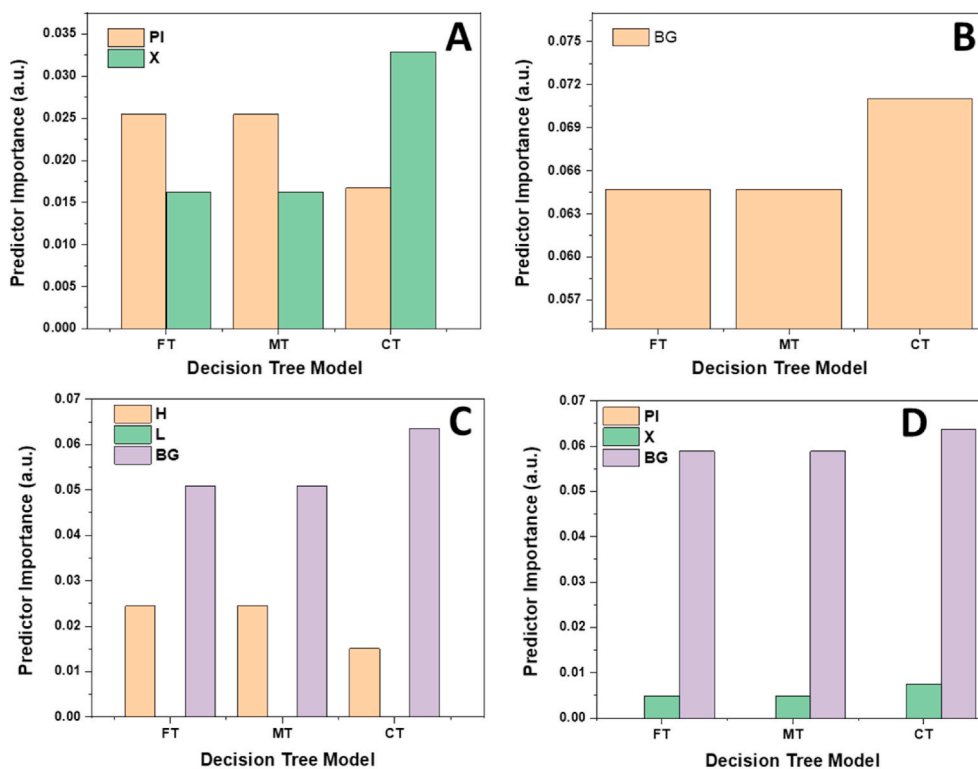 A
PI
X
0.035
0.030
0.025
0.020
0.015
0.010
0.005
0.000
Predictor Importance (a.u.)
FT MT CT
Decision Tree Model
B
BG
0.075
0.072
0.069
0.066
0.063
0.060
0.057
Predictor Importance (a.u.)
FT MT CT
Decision Tree Model
C
H
L
BG
0.07
0.06
0.05
0.04
0.03
0.02
0.01
0.00
Predictor Importance (a.u.)
FT MT CT
Decision Tree Model
D
PI
X
BG
0.07
0.06
0.05
0.04
0.03
0.02
0.01
0.00
Predictor Importance (a.u.)
FT MT CT
Decision Tree Model